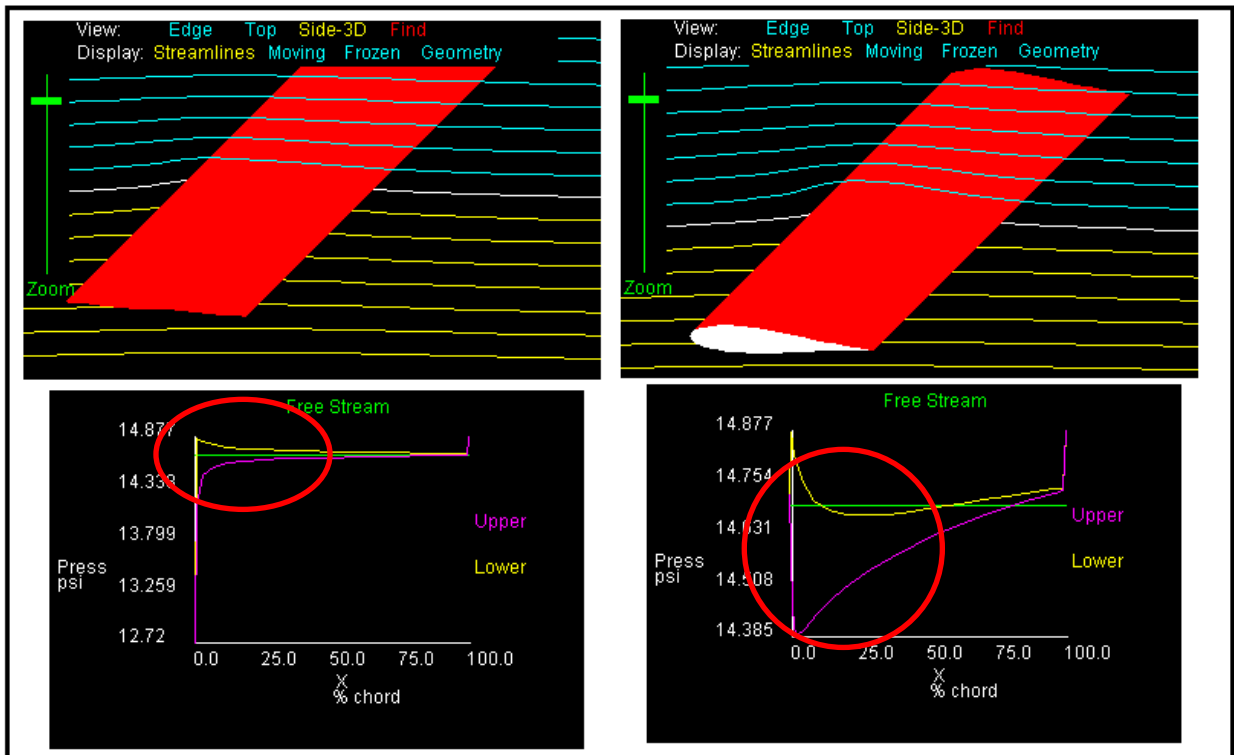 View: Edge Top Side-3D Find
Display: Streamlines Moving Frozen Geometry
Zoom
Free Stream
14.877
14.338
13.799
Upper
Press
psi
Lower
13.259
12.72
0.0 25.0 50.0 75.0 100.0
X
% chord
View: Edge Top Side-3D Find
Display: Streamlines Moving Frozen Geometry
Zoom
Free Stream
14.877
14.754
14.631
Upper
Press
psi
Lower
14.508
14.385
0.0 25.0 50.0 75.0 100.0
X
% chord